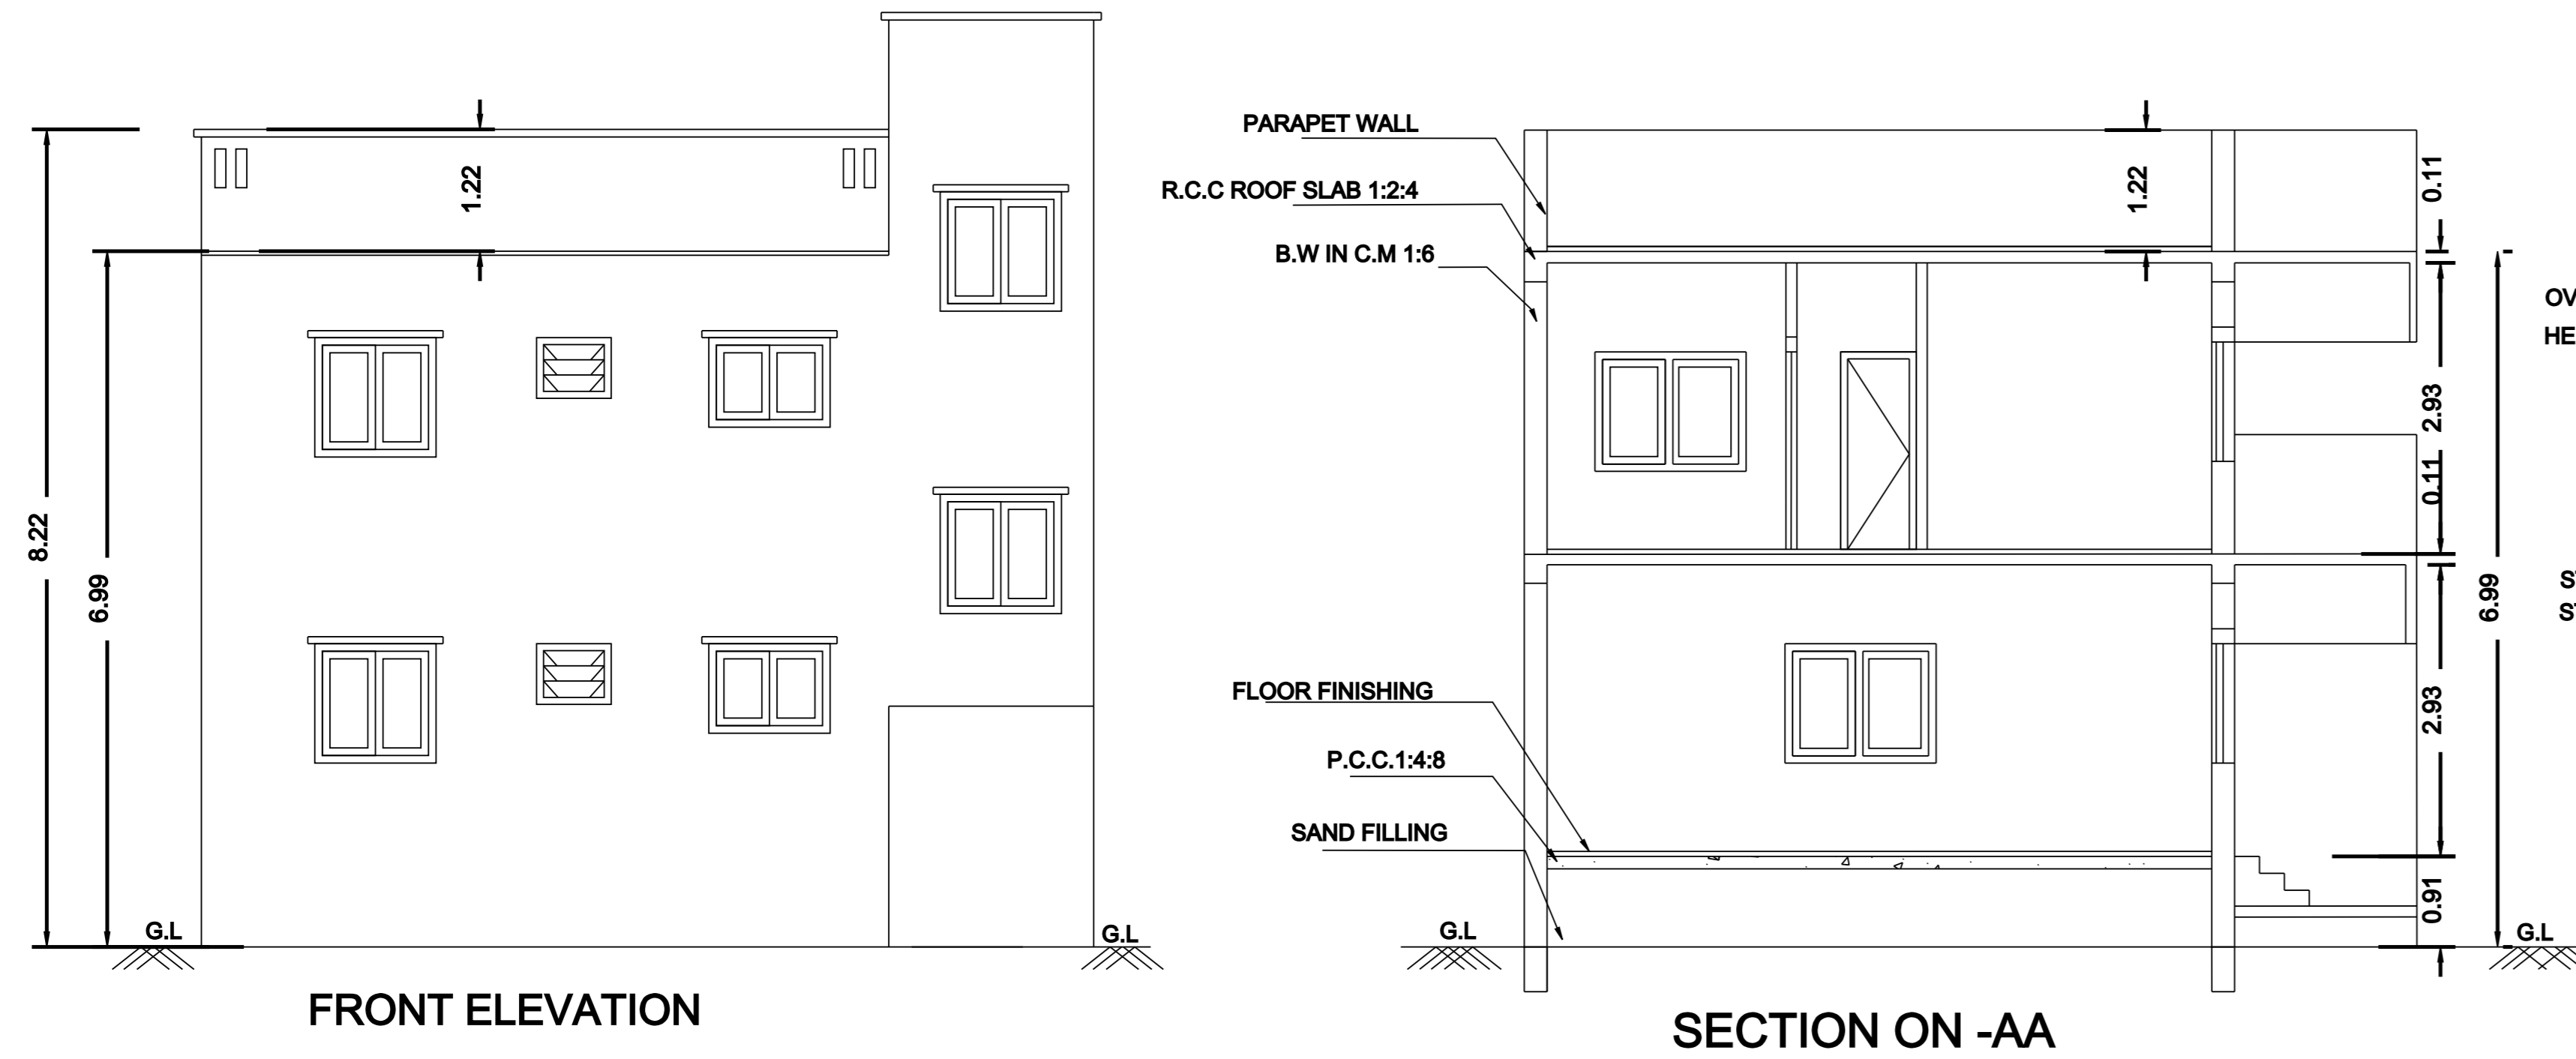 1.22
8.22
6.99
G.L
G.L
FRONT ELEVATION
PARAPET WALL
R.C.C ROOF SLAB 1:2:4
B.W IN C.M 1:6
FLOOR FINISHING
P.C.C.1:4:8
SAND FILLING
G.L
1.22
0.11
2.93
0.11
2.93
0.91
6.99
G.L
OV
HE
S
S
SECTION ON -AA